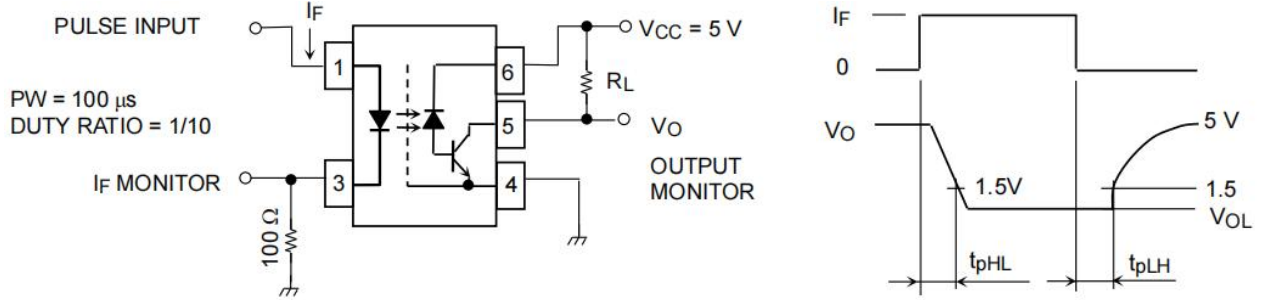 IF
PULSE INPUT
VCC = 5 V
1
6
RL
PW = 100 μs
DUTY RATIO = 1/10
5
VO
OUTPUT
MONITOR
IF MONITOR
3
4
100 Ω
IF
0
VO
5 V
1.5V
1.5
VOL
tpHL
tpLH